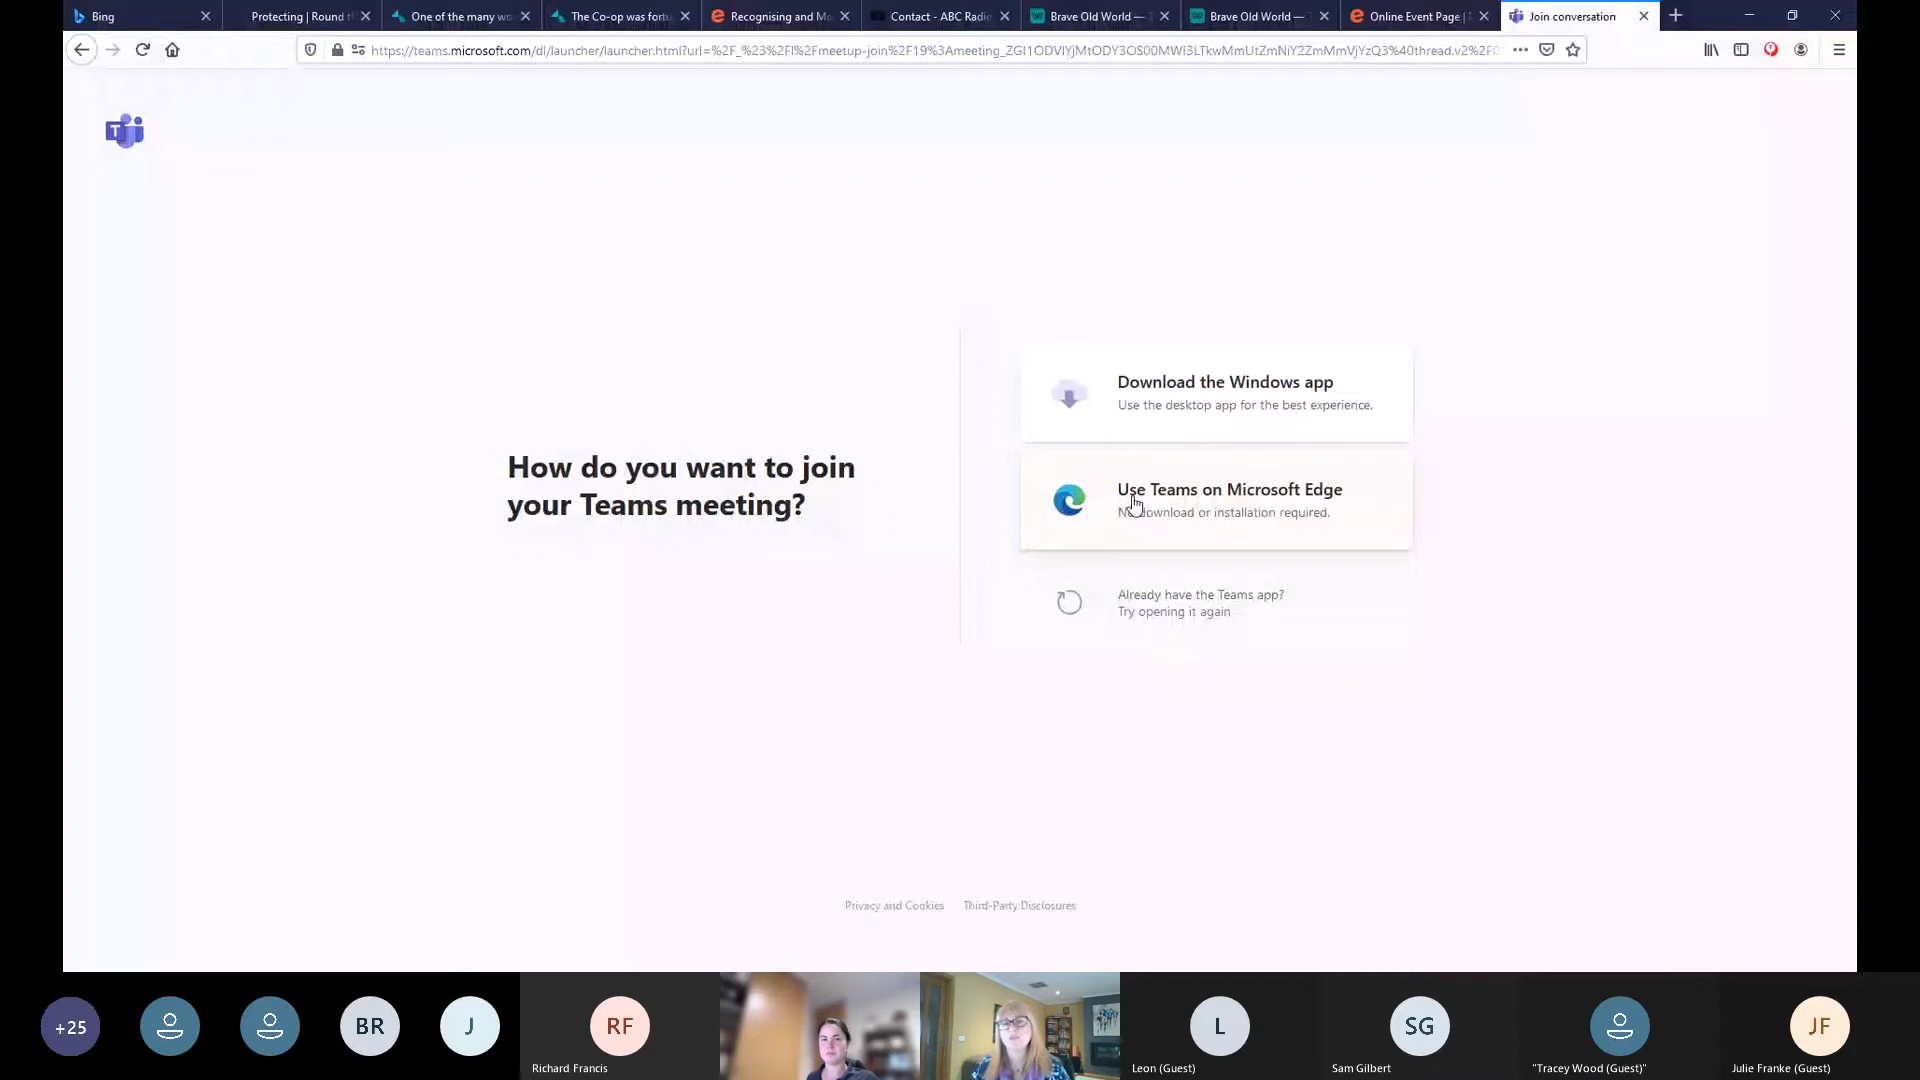 Bing
Protecting | Round t
One of the many wo
The Co-op was fortu
Recognising and Ma
Contact - ABC Radio
Brave Old World —
Brave Old World —
Online Event Page |
Join conversation
https://teams.microsoft.com/dl/launcher/launcher.html?url=%2F_%23%2Fl%2Fmeetup-join%2F19%3Ameeting_
T
How do you want to join
your Teams meeting?
Download the Windows app
Use the desktop app for the best experience.
Use Teams on Microsoft Edge
No download or installation required.
Already have the Teams app?
Try opening it again
Privacy and Cookies
Third-Party Disclosures
+25
BR
J
RF
Richard Francis
L
Leon (Guest)
SG
Sam Gilbert
"Tracey Wood (Guest)"
JF
Julie Franke (Guest)